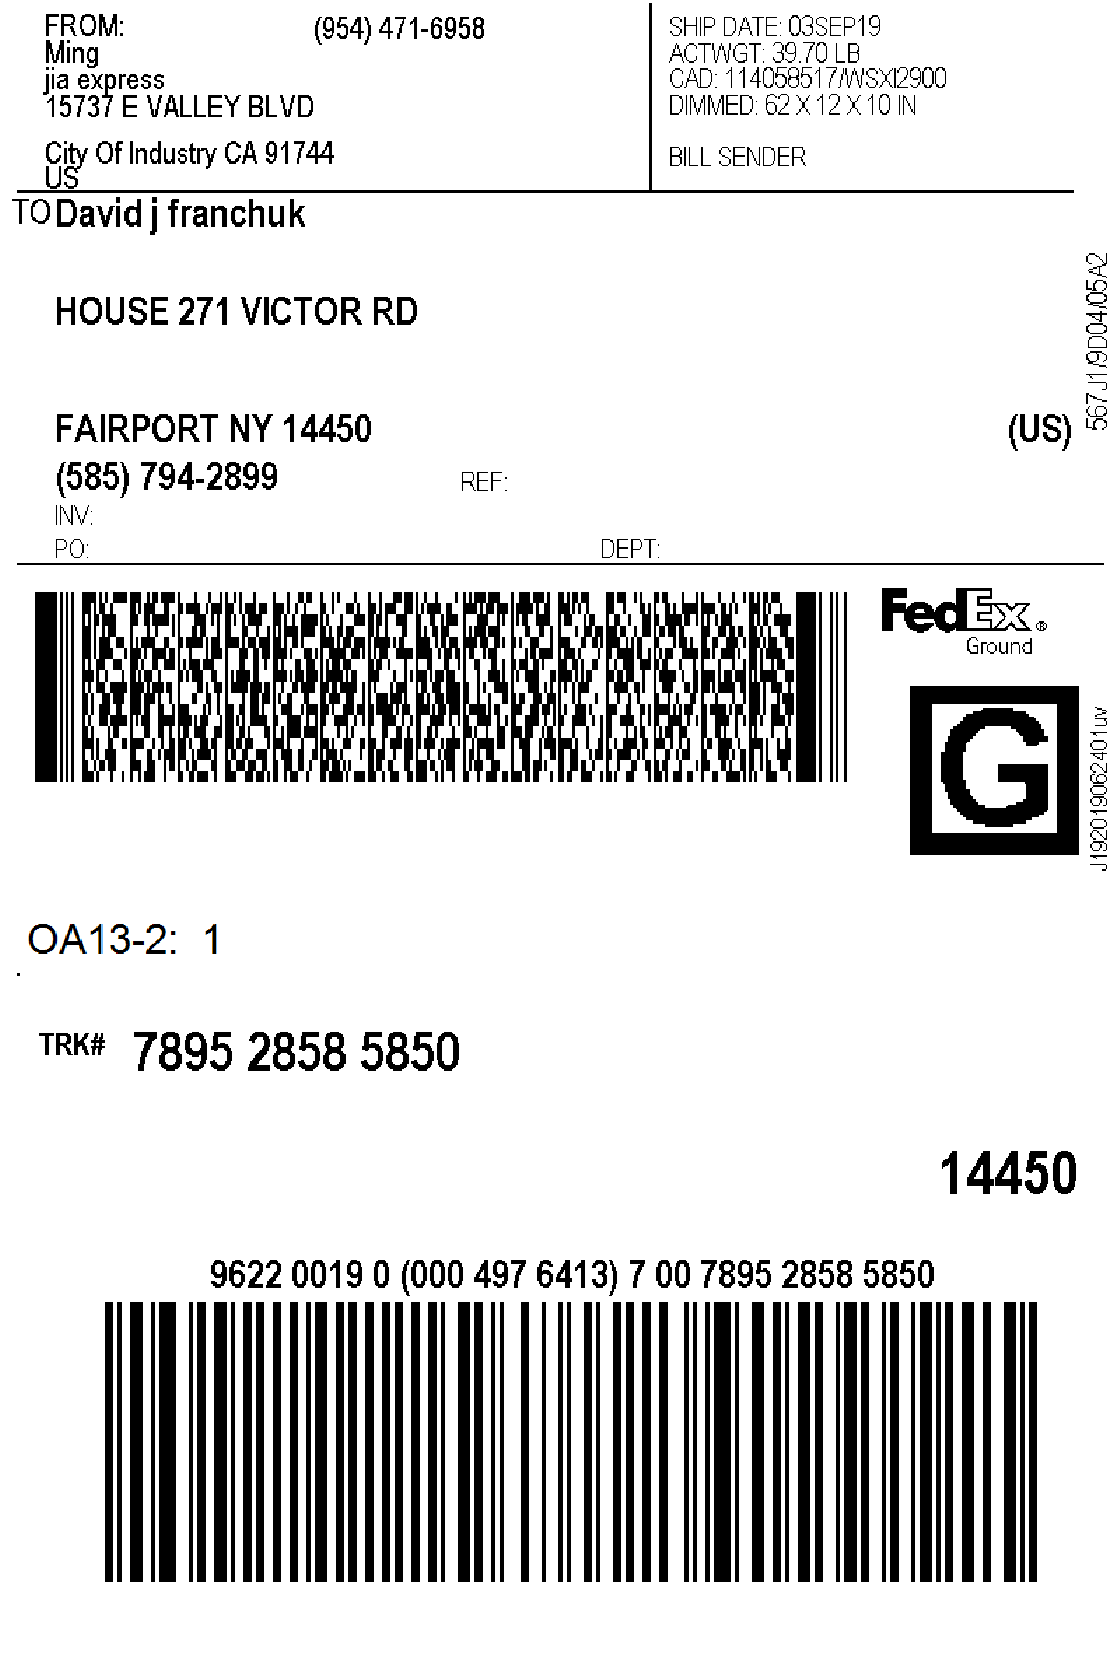 FROM: (954) 471-6958
Ming
jia express
15737 E VALLEY BLVD
City Of Industry CA 91744
US
SHIP DATE: 03SEP19
ACTWGT: 39.70 LB
CAD: 114058517/WSXI2900
DIMMED: 62 X 12 X 10 IN
BILL SENDER
TO David j franchuk
HOUSE 271 VICTOR RD
FAIRPORT NY 14450 (US)
(585) 794-2899 REF:
INV:
PO: DEPT:
567J1/9D04/05A2
FedEx®
Ground
G
J192019062401uv
OA13-2: 1
TRK# 7895 2858 5850
14450
9622 0019 0 (000 497 6413) 7 00 7895 2858 5850